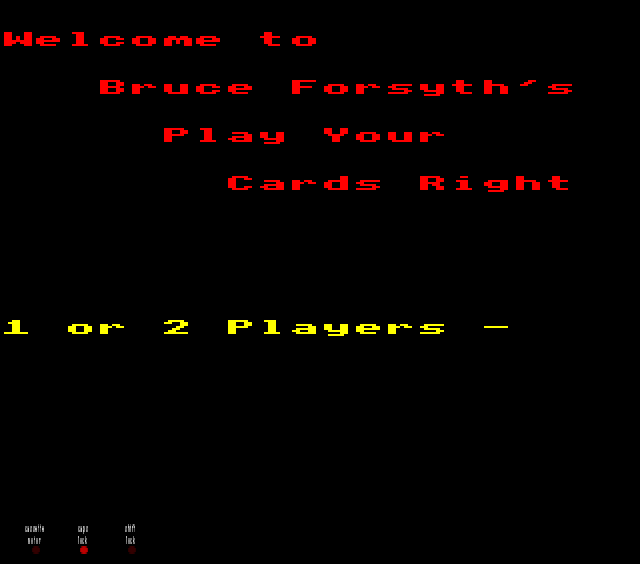 Welcome to
Bruce Forsyth's
Play Your
Cards Right
1 or 2 Players -
cassette motor
caps lock
shift lock